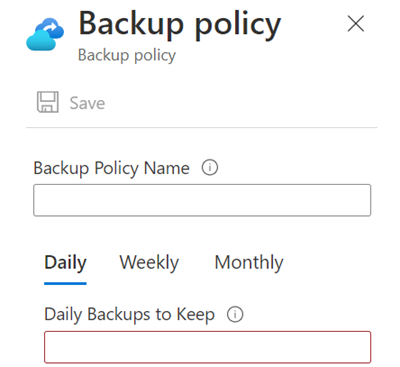 Backup policy
Backup policy
Save
Backup Policy Name
Daily Weekly Monthly
Daily Backups to Keep